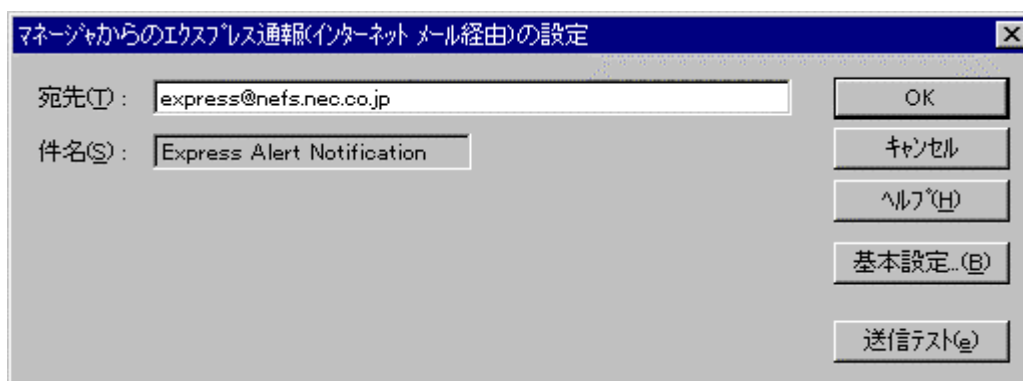 マネージャからのエクスプレス通報(インターネット メール経由)の設定
宛先(T): express@nefs.nec.co.jp
OK
件名(S): Express Alert Notification
キャンセル
ヘルプ(H)
基本設定...(B)
送信テスト(e)